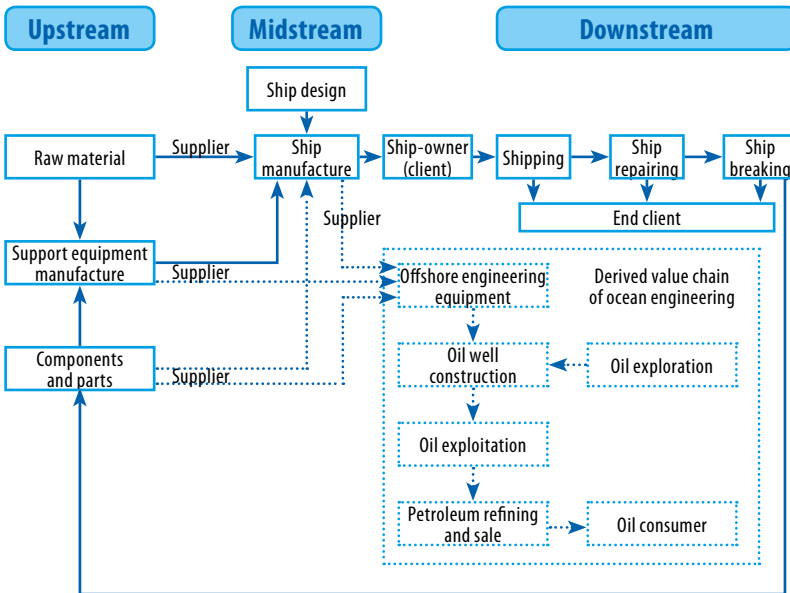 Upstream
Midstream
Downstream
Ship design
Raw material
Supplier
Ship
manufacture
Ship-owner
(client)
Shipping
Ship
repairing
Ship
breaking
Supplier
End client
Support equipment
manufacture
Supplier
Offshore engineering
equipment
Derived value chain
of ocean engineering
Components
and parts
Supplier
Oil well
construction
Oil exploration
Oil exploitation
Petroleum refining
and sale
Oil consumer